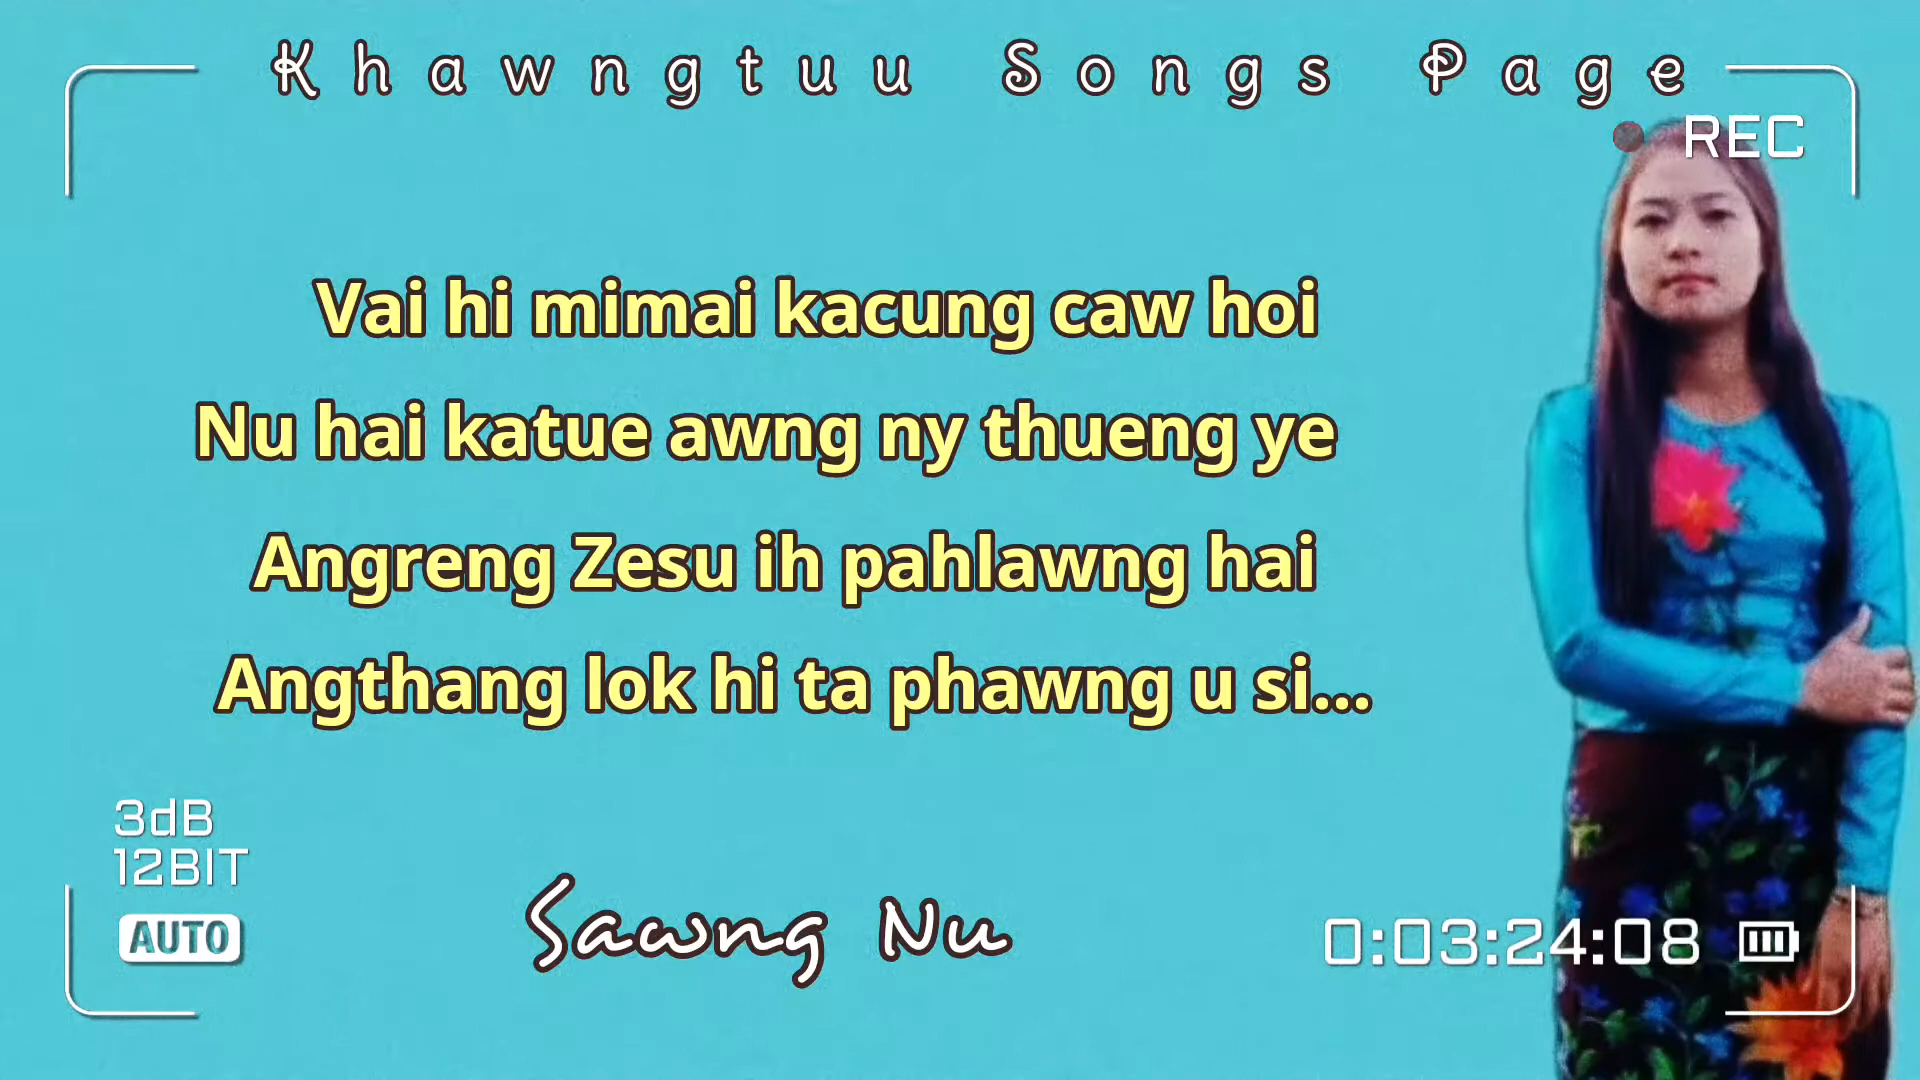 Khawngtuu Songs Page
REC
Vai hi mimai kacung caw hoi
Nu hai katue awng ny thueng ye
Angreng Zesu ih pahlawng hai
Angthang lok hi ta phawng u si...
3dB
12BIT
AUTO
Sawng Nu
0:03:24:08